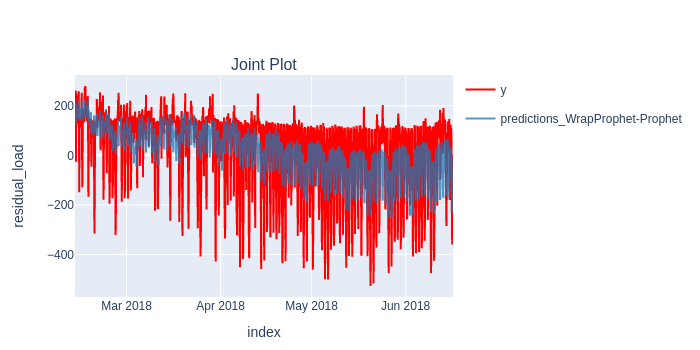 Joint Plot
y
predictions_WrapProphet-Prophet
residual_load
200
0
−200
−400
Mar 2018
Apr 2018
May 2018
Jun 2018
index